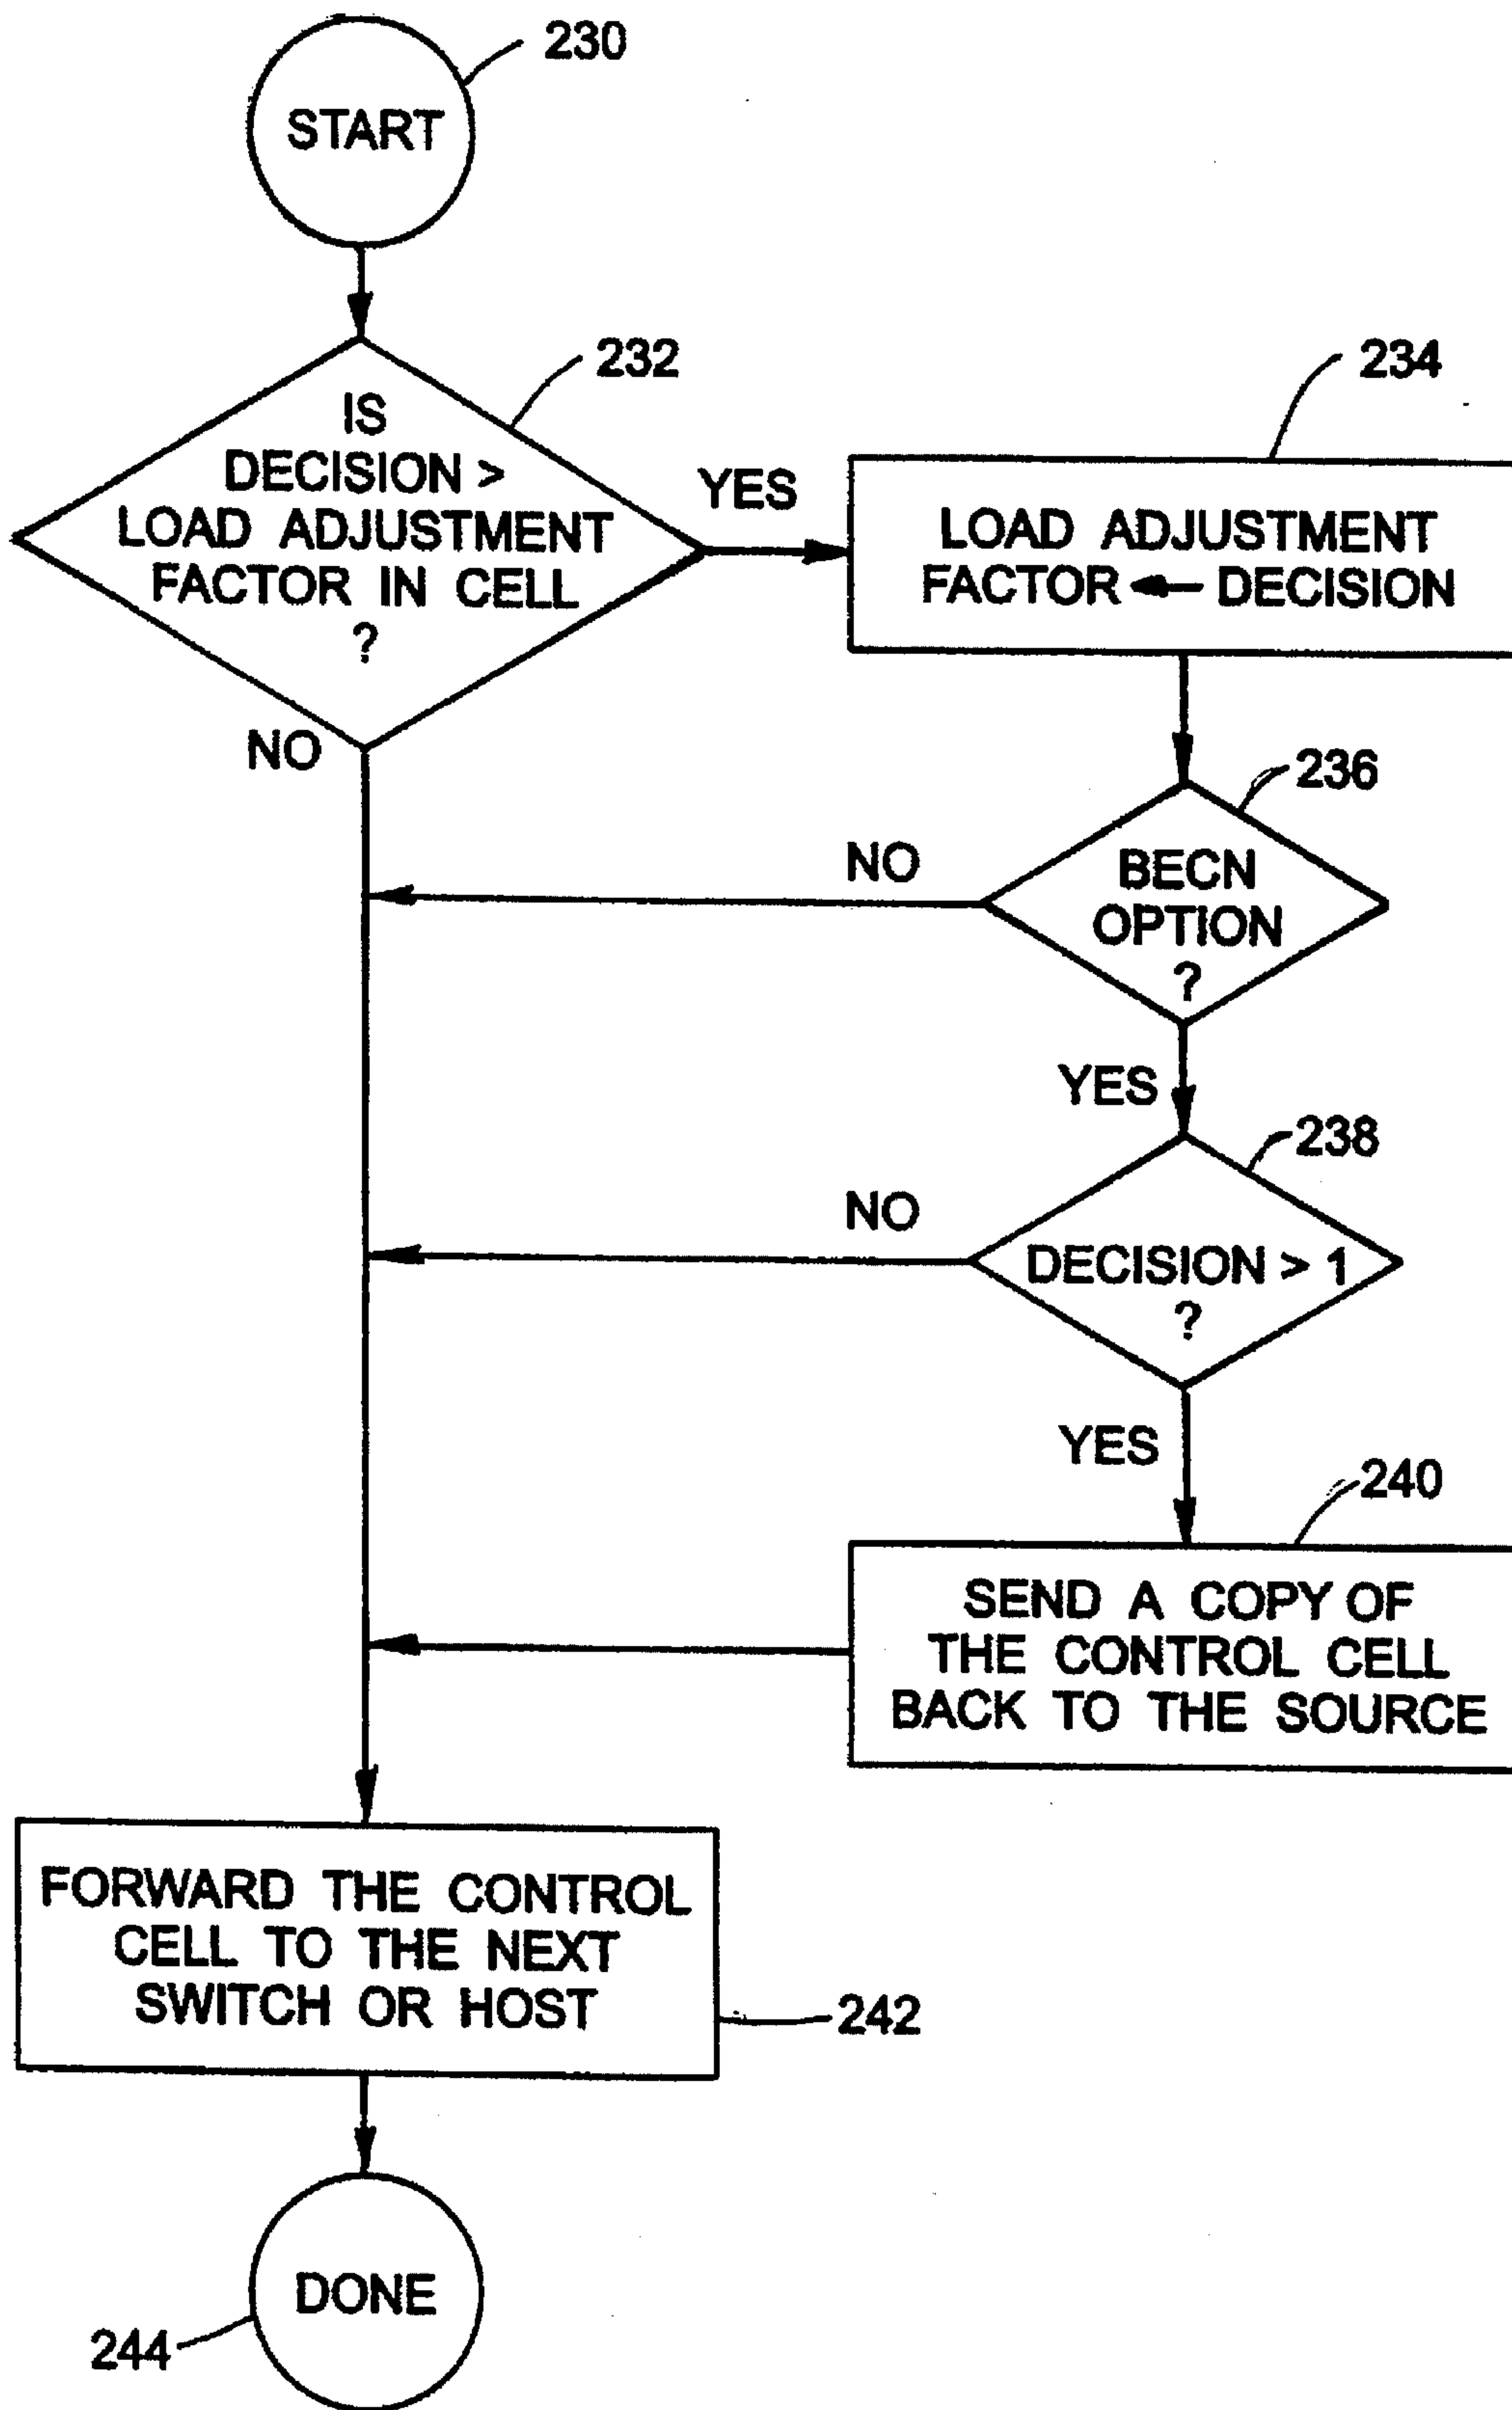 230
START
232
IS
DECISION >
LOAD ADJUSTMENT
FACTOR IN CELL
?
YES
NO
234
LOAD ADJUSTMENT
FACTOR ← DECISION
236
BECN
OPTION
?
NO
YES
238
DECISION > 1
?
NO
YES
240
SEND A COPY OF
THE CONTROL CELL
BACK TO THE SOURCE
FORWARD THE CONTROL
CELL TO THE NEXT
SWITCH OR HOST
242
DONE
244